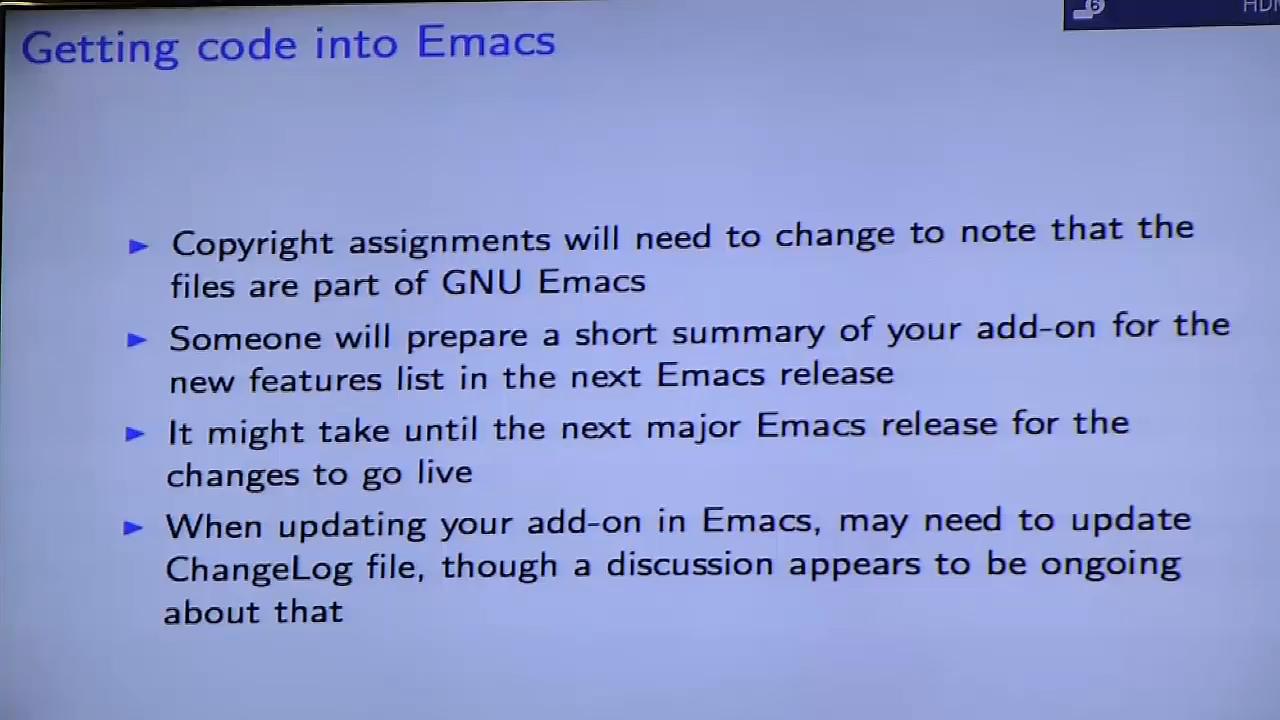 Getting code into Emacs
6
► Copyright assignments will need to change to note that the
files are part of GNU Emacs
► Someone will prepare a short summary of your add-on for the
new features list in the next Emacs release
► It might take until the next major Emacs release for the
changes to go live
► When updating your add-on in Emacs, may need to update
ChangeLog file, though a discussion appears to be ongoing
about that